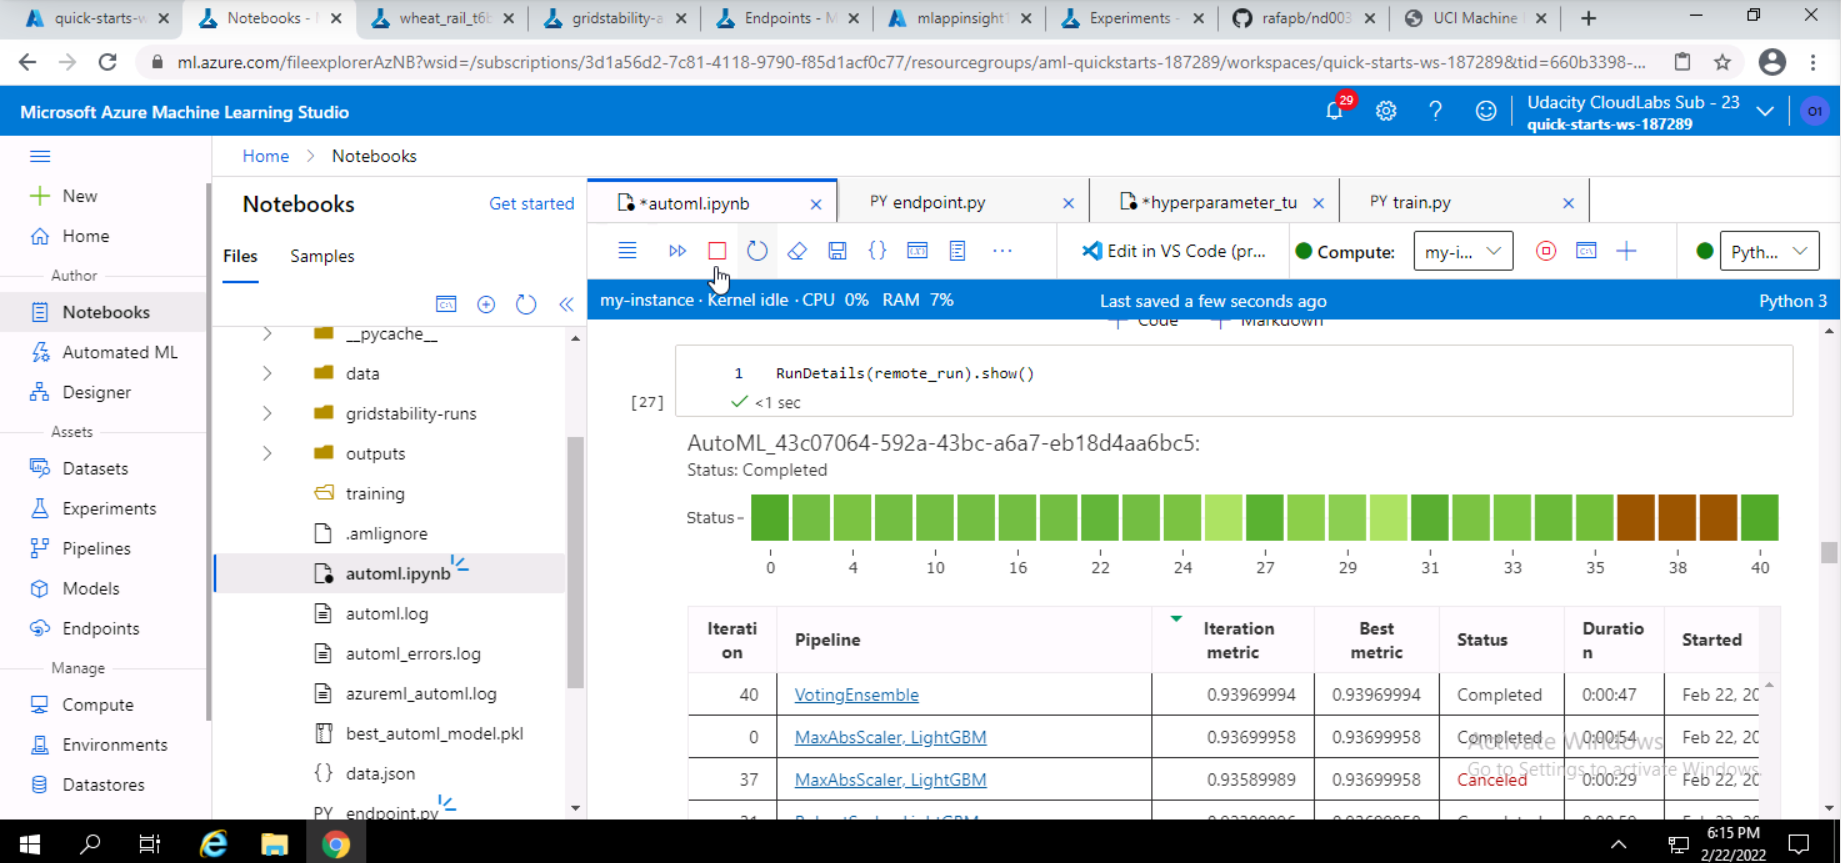 quick-starts-w
Notebooks - M
wheat_rail_t6b
gridstability-a
Endpoints - M
mlappinsight1
Experiments -
rafapb/nd003
UCI Machine
ml.azure.com/fileexplorerAzNB?wsid=/subscriptions/3d1a56d2-7c81-4118-9790-f85d1acf0c77/resourcegroups/aml-quickstarts-187289/workspaces/quick-starts-ws-187289&tid=660b3398-...
Microsoft Azure Machine Learning Studio
29
Udacity CloudLabs Sub - 23
quick-starts-ws-187289
O1
Home > Notebooks
New
Home
Author
Notebooks
Automated ML
Designer
Assets
Datasets
Experiments
Pipelines
Models
Endpoints
Manage
Compute
Environments
Datastores
Notebooks
Get started
Files
Samples
__pycache__
data
gridstability-runs
outputs
training
.amlignore
automl.ipynb
automl.log
automl_errors.log
azureml_automl.log
best_automl_model.pkl
{} data.json
PY endpoint.py
*automl.ipynb
PY endpoint.py
*hyperparameter_tu
PY train.py
Edit in VS Code (pr...
Compute:
my-i...
Pyth...
my-instance · Kernel idle · CPU 0% RAM 7%
Last saved a few seconds ago
Python 3
+ Code + Markdown
1 RunDetails(remote_run).show()
[27]
<1 sec
AutoML_43c07064-592a-43bc-a6a7-eb18d4aa6bc5:
Status: Completed
Status
0 4 10 16 22 24 27 29 31 33 35 38 40
Iterati
on
Pipeline
Iteration
metric
Best
metric
Status
Duratio
n
Started
40 VotingEnsemble 0.93969994 0.93969994 Completed 0:00:47 Feb 22, 20
0 MaxAbsScaler, LightGBM 0.93699958 0.93699958 Completed 0:00:54 Feb 22, 20
37 MaxAbsScaler, LightGBM 0.93589989 0.93699958 Canceled 0:00:29 Feb 22, 20
Activate Windows
Go to Settings to activate Windows.
6:15 PM
2/22/2022